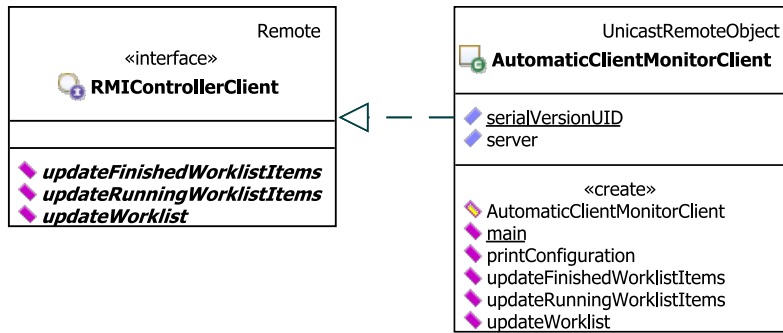 Remote
«interface»
RMIControllerClient
updateFinishedWorklistItems
updateRunningWorklistItems
updateWorklist
UnicastRemoteObject
AutomaticClientMonitorClient
serialVersionUID
server
«create»
AutomaticClientMonitorClient
main
printConfiguration
updateFinishedWorklistItems
updateRunningWorklistItems
updateWorklist